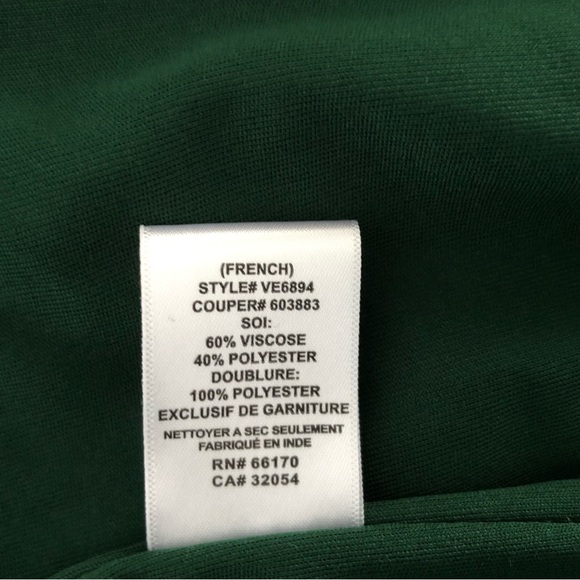 (FRENCH)
STYLE# VE6894
COUPER# 603883
SOI:
60% VISCOSE
40% POLYESTER
DOUBLURE:
100% POLYESTER
EXCLUSIF DE GARNITURE
NETTOYER A SEC SEULEMENT
FABRIQUÉ EN INDE
RN# 66170
CA# 32054